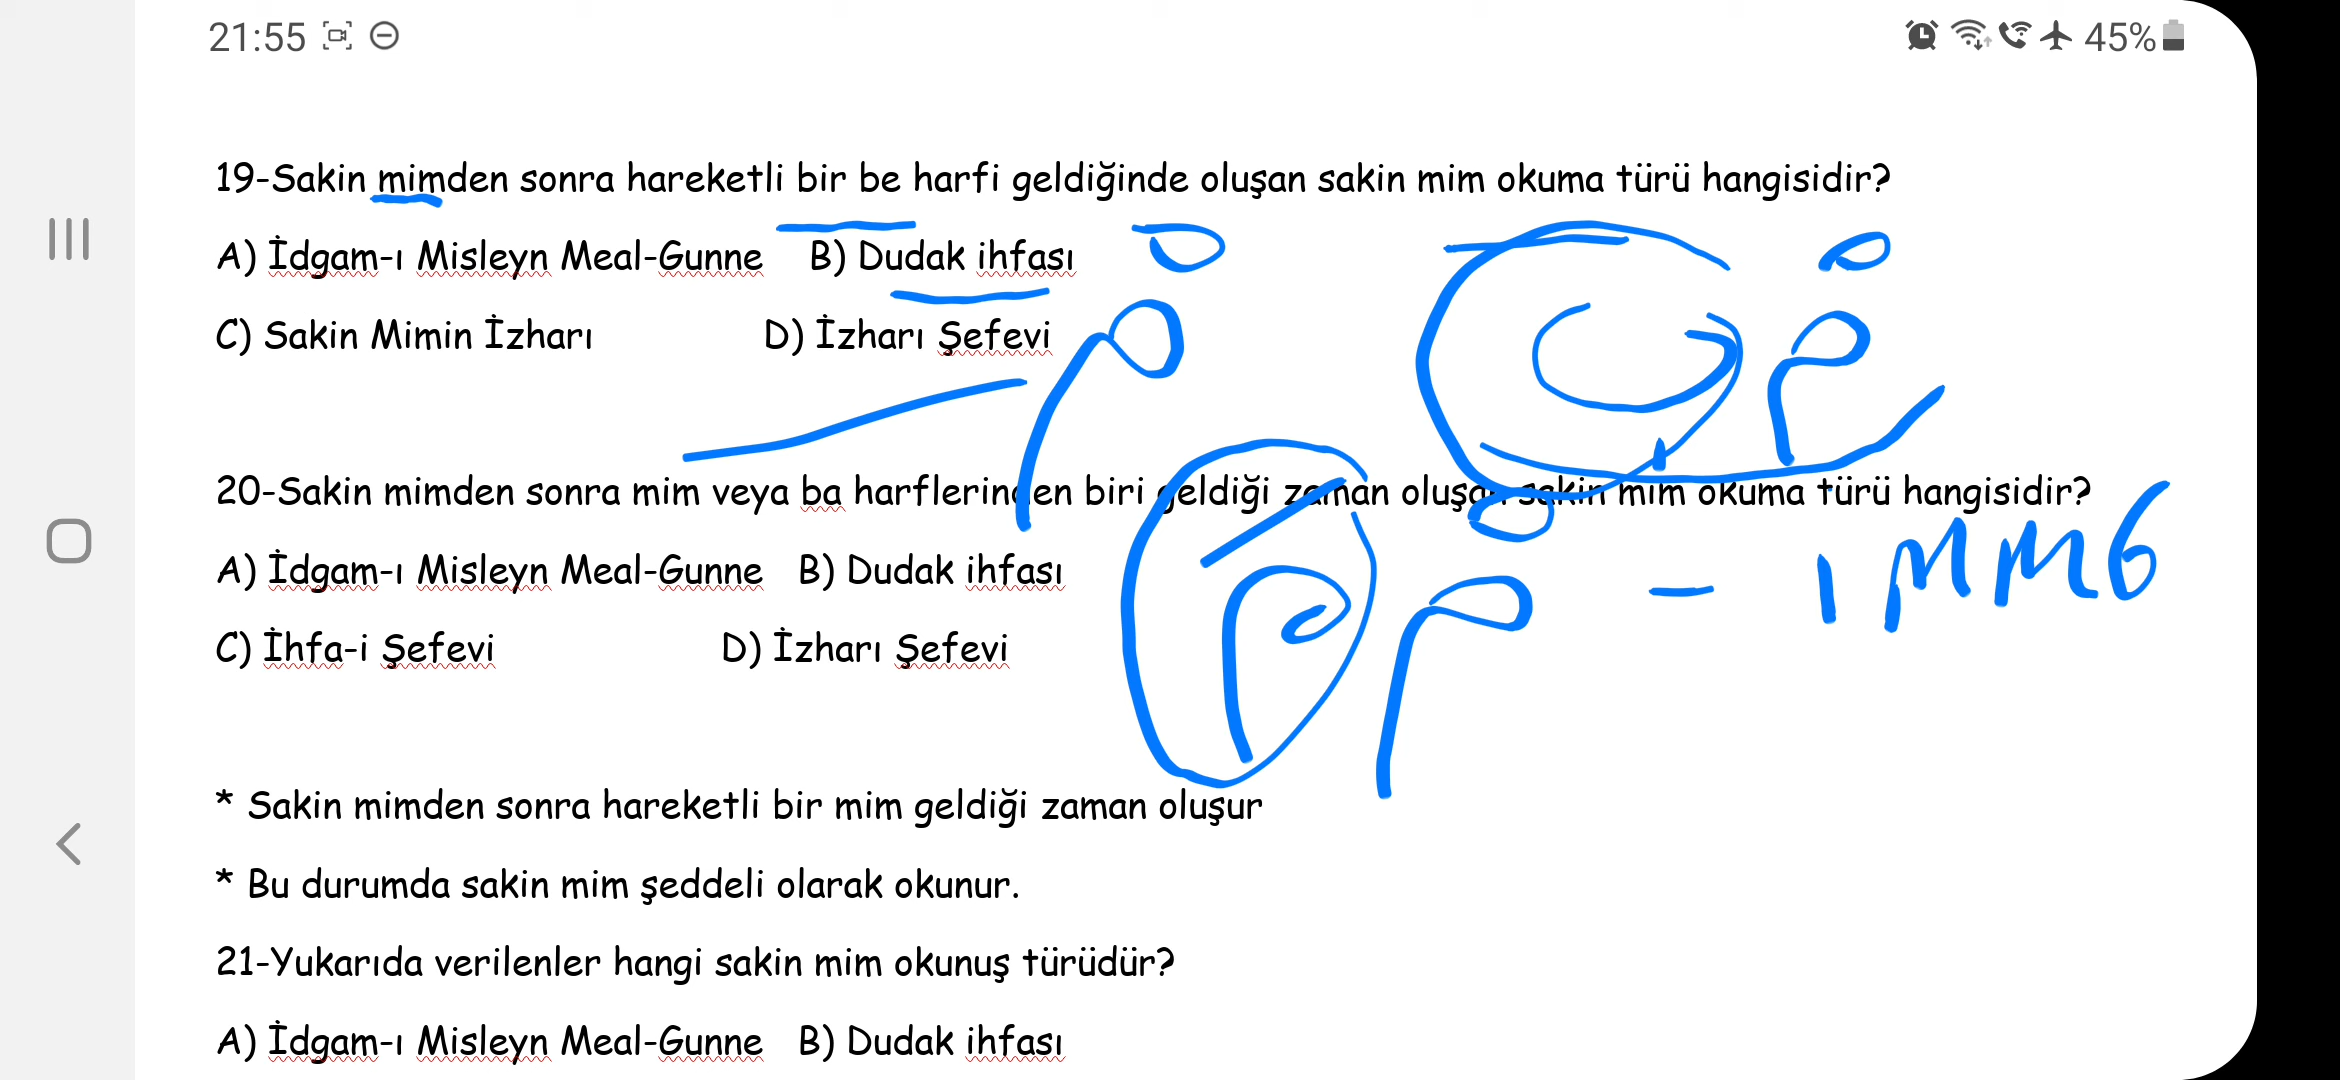 21:55 45%
19-Sakin mimden sonra hareketli bir be harfi geldiğinde oluşan sakin mim okuma türü hangisidir?
A) İdgam-ı Misleyn Meal-Gunne B) Dudak ihfası
C) Sakin Mimin İzharı D) İzharı Şefevi
20-Sakin mimden sonra mim veya ba harflerinden biri geldiği zaman oluşan sakin mim okuma türü hangisidir?
A) İdgam-ı Misleyn Meal-Gunne B) Dudak ihfası
- IMMG
C) İhfa-i Şefevi D) İzharı Şefevi
* Sakin mimden sonra hareketli bir mim geldiği zaman oluşur
* Bu durumda sakin mim şeddeli olarak okunur.
21-Yukarıda verilenler hangi sakin mim okunuş türüdür?
A) İdgam-ı Misleyn Meal-Gunne B) Dudak ihfası